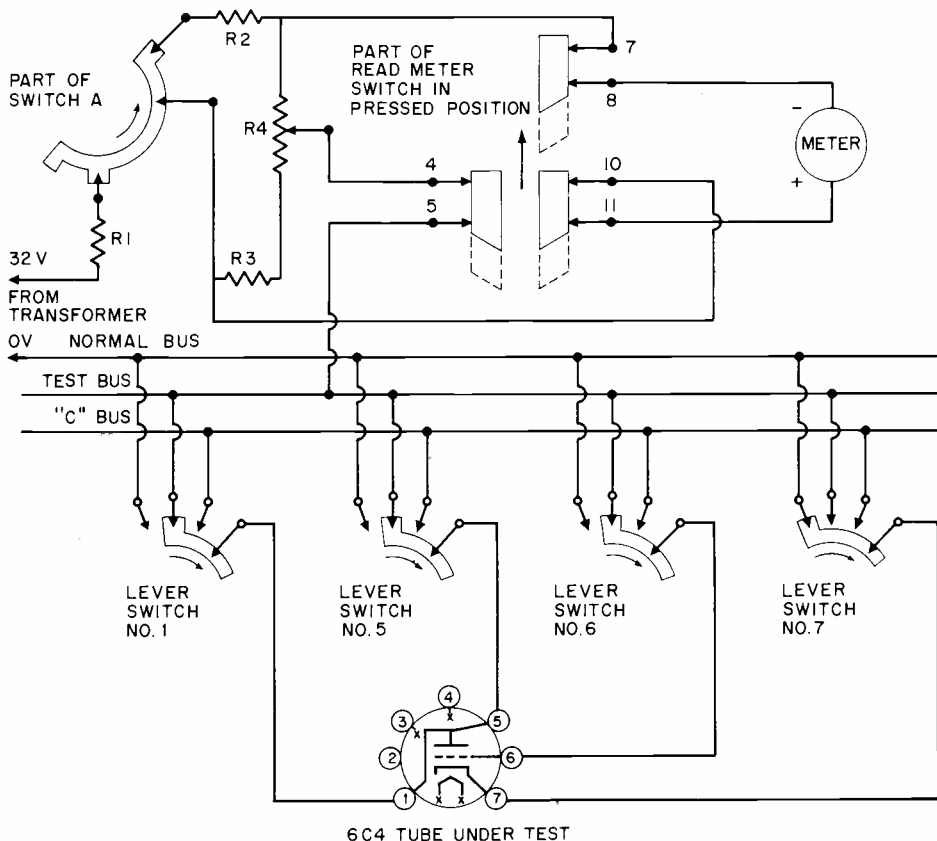 R2
PART OF
SWITCH A
R4
PART OF
READ METER
SWITCH IN
PRESSED POSITION
7
8
-
METER
+
4
5
10
11
R1
R3
32 V
FROM
TRANSFORMER
0V NORMAL BUS
TEST BUS
"C" BUS
LEVER
SWITCH
NO. 1
LEVER
SWITCH
NO. 5
LEVER
SWITCH
NO. 6
LEVER
SWITCH
NO. 7
4
3
5
2
6
1
7
x
x
x x
6C4 TUBE UNDER TEST